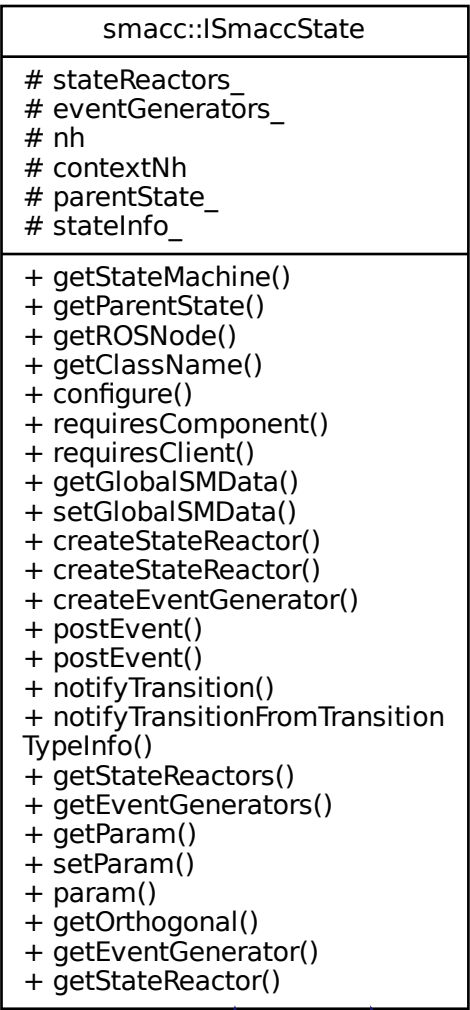 smacc::ISmaccState
# stateReactors_
# eventGenerators_
# nh
# contextNh
# parentState_
# stateInfo_
+ getStateMachine()
+ getParentState()
+ getROSNode()
+ getClassName()
+ configure()
+ requiresComponent()
+ requiresClient()
+ getGlobalSMData()
+ setGlobalSMData()
+ createStateReactor()
+ createStateReactor()
+ createEventGenerator()
+ postEvent()
+ postEvent()
+ notifyTransition()
+ notifyTransitionFromTransition
TypeInfo()
+ getStateReactors()
+ getEventGenerators()
+ getParam()
+ setParam()
+ param()
+ getOrthogonal()
+ getEventGenerator()
+ getStateReactor()